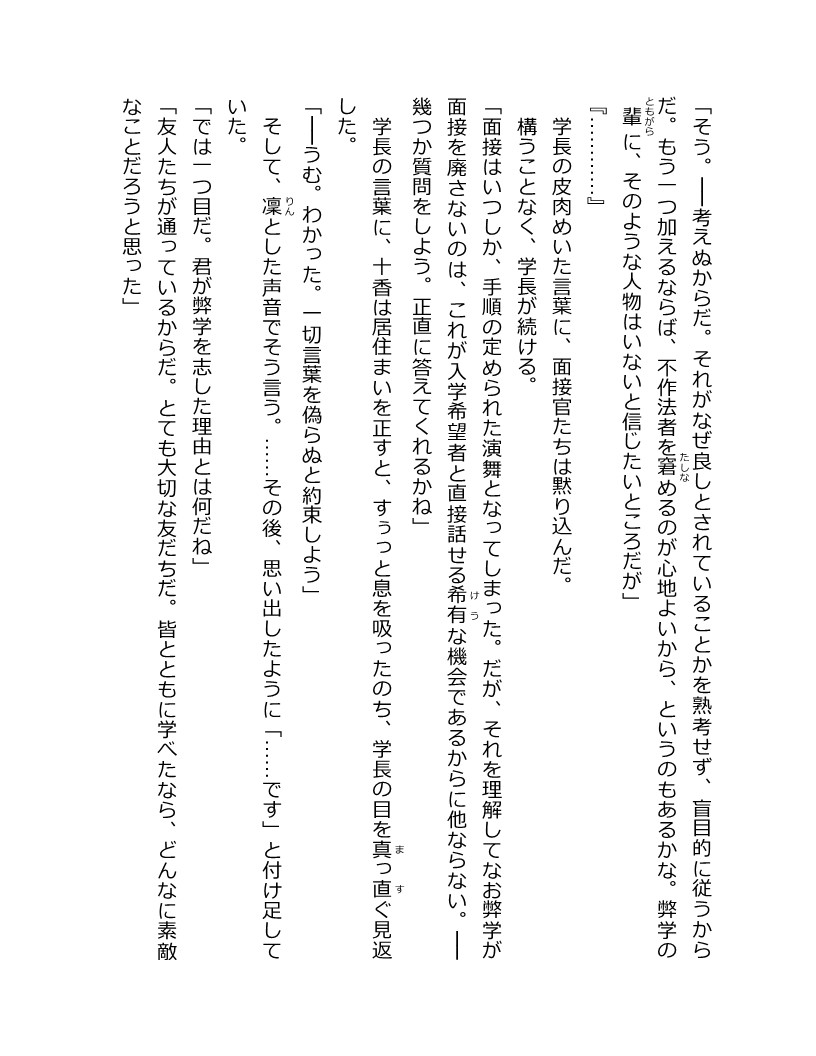 「そう。――考えぬからだ。それがなぜ良しとされていることかを熟考せず、盲目的に従うから
だ。もう一つ加えるならば、不作法者を窘めるのが心地よいから、というのもあるかな。弊学の
輩に、そのような人物はいないと信じたいところだが」
『…………』
　学長の皮肉めいた言葉に、面接官たちは黙り込んだ。
　構うことなく、学長が続ける。
「面接はいつしか、手順の定められた演舞となってしまった。だが、それを理解してなお弊学が
面接を廃さないのは、これが入学希望者と直接話せる希有な機会であるからに他ならない。――
幾つか質問をしよう。正直に答えてくれるかね」
　学長の言葉に、十香は居住まいを正すと、すぅっと息を吸ったのち、学長の目を真っ直ぐ見返
した。
「――うむ。わかった。一切言葉を偽らぬと約束しよう」
　そして、凜とした声音でそう言う。……その後、思い出したように「……です」と付け足して
いた。
「では一つ目だ。君が弊学を志した理由とは何だね」
「友人たちが通っているからだ。とても大切な友だちだ。皆とともに学べたなら、どんなに素敵
なことだろうと思った」